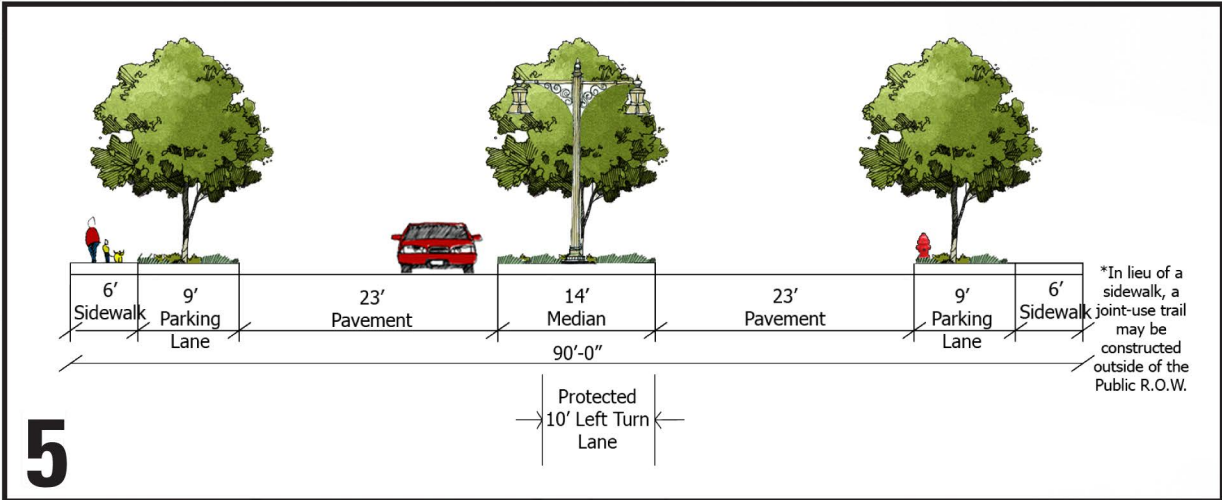 6’
Sidewalk
9’
Parking
Lane
23’
Pavement
14’
Median
23’
Pavement
9’
Parking
Lane
6’
Sidewalk
*In lieu of a
sidewalk, a
joint-use trail
may be
constructed
outside of the
Public R.O.W.
90’-0”
Protected
10’ Left Turn
Lane
5